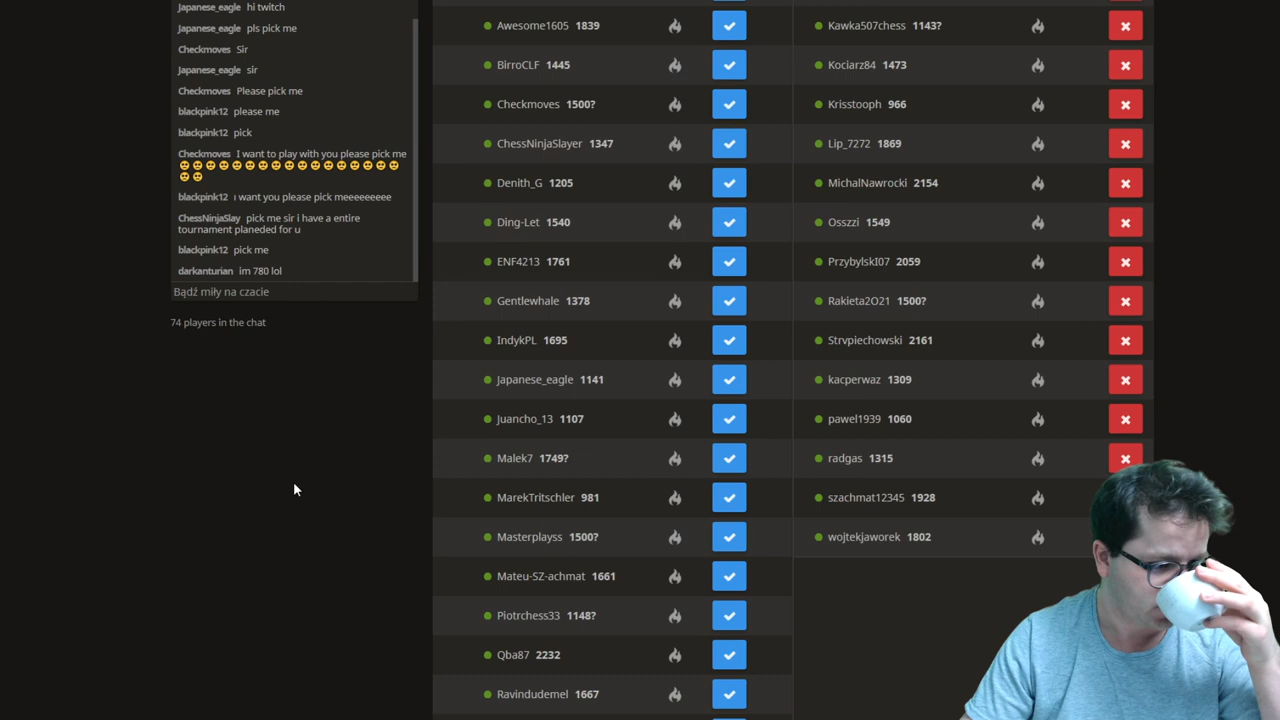 Japanese_eagle hi twitch
Japanese_eagle pls pick me
Checkmoves Sir
Japanese_eagle sir
Checkmoves Please pick me
blackpink12 please me
blackpink12 pick
Checkmoves I want to play with you please pick me
blackpink12 ı want you please pick meeeeeeeee
ChessNinjaSlay pick me sir i have a entire
tournament planeded for u
blackpink12 pick me
darkanturian im 780 lol
Bądź miły na czacie
74 players in the chat
Awesome1605 1839
BirroCLF 1445
Checkmoves 1500?
ChessNinjaSlayer 1347
Denith_G 1205
Ding-Let 1540
ENF4213 1761
Gentlewhale 1378
IndykPL 1695
Japanese_eagle 1141
Juancho_13 1107
Malek7 1749?
MarekTritschler 981
Masterplayss 1500?
Mateu-SZ-achmat 1661
Piotrchess33 1148?
Qba87 2232
Ravindudemel 1667
Kawka507chess 1143?
Kociarz84 1473
Krisstooph 966
Lip_7272 1869
MichalNawrocki 2154
Osszzi 1549
PrzybylskI07 2059
Rakieta2O21 1500?
Strvpiechowski 2161
kacperwaz 1309
pawel1939 1060
radgas 1315
szachmat12345 1928
wojtekjaworek 1802